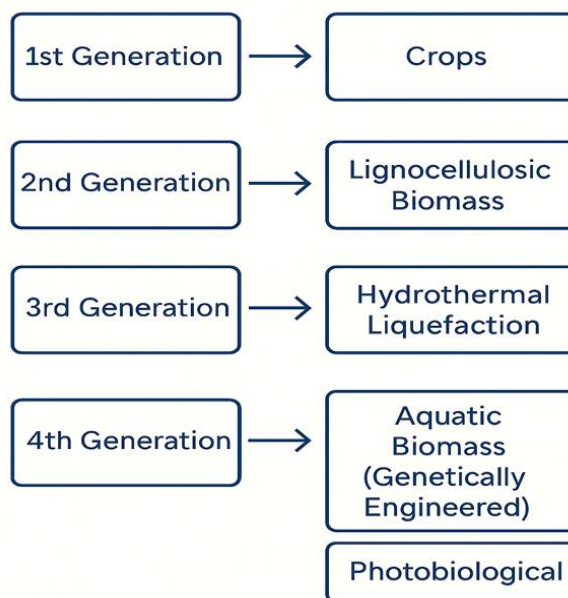 1st Generation
Crops
2nd Generation
Lignocellulosic
Biomass
3rd Generation
Hydrothermal
Liquefaction
4th Generation
Aquatic
Biomass
(Genetically
Engineered)
Photobiological